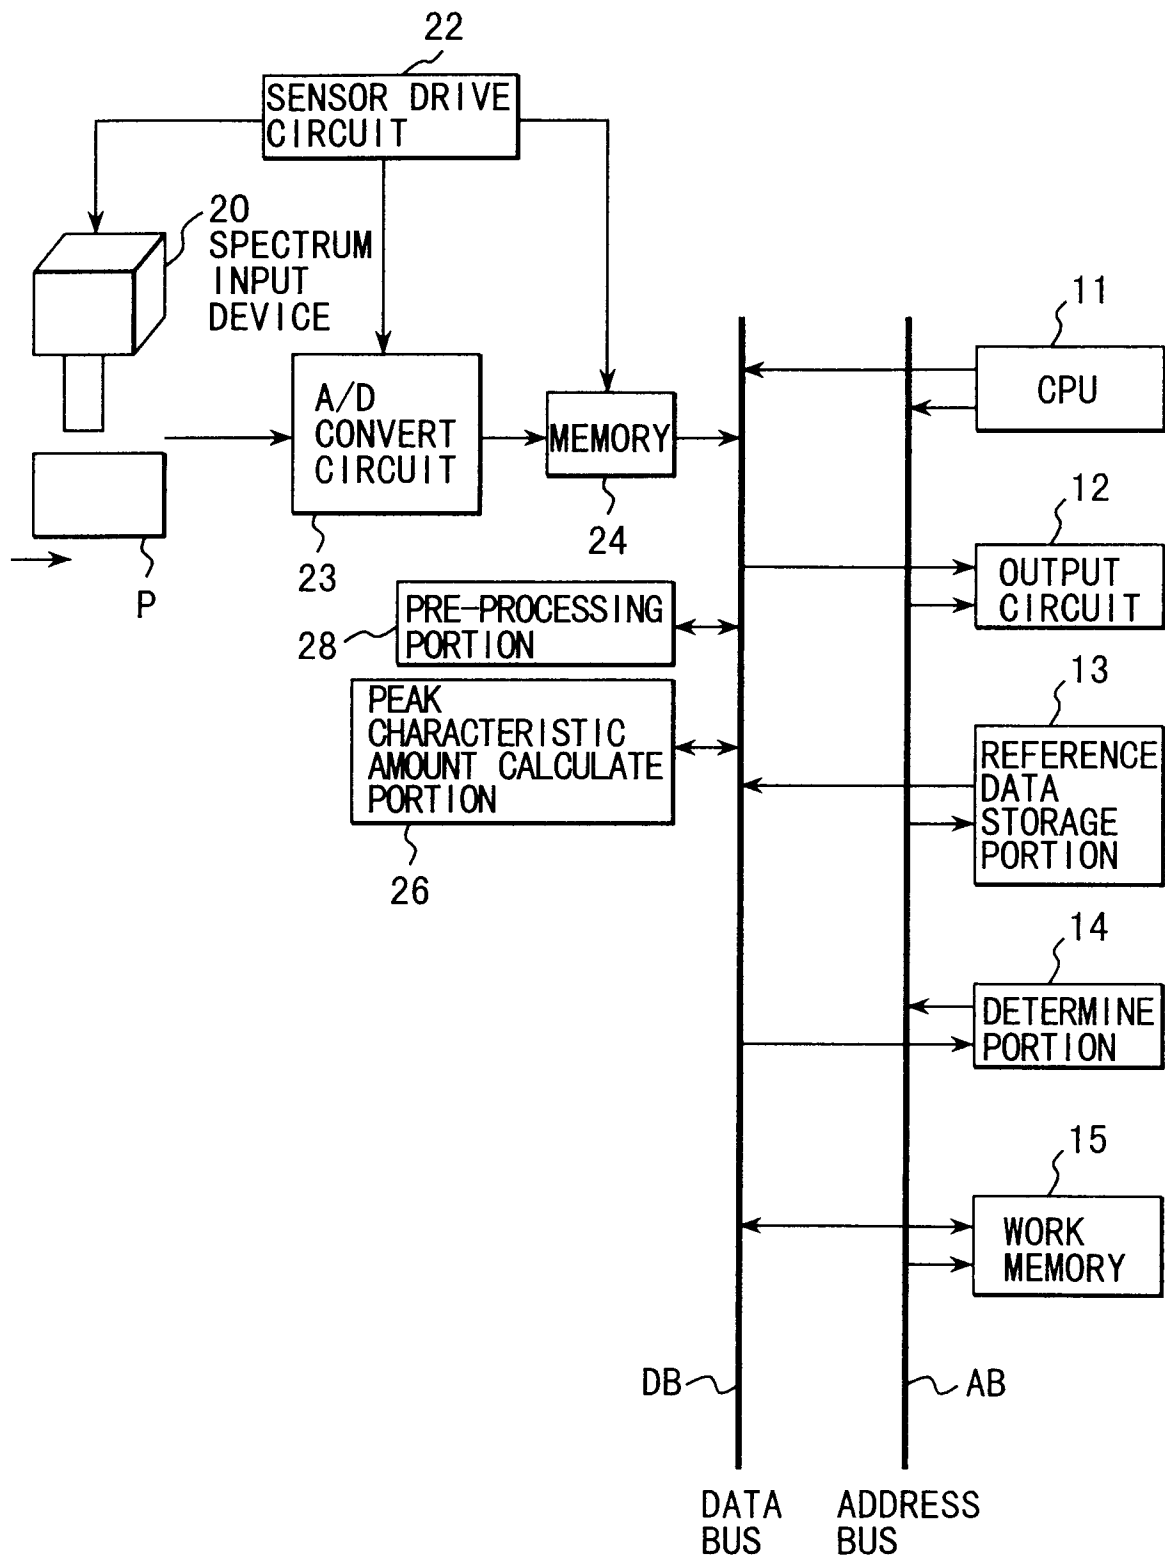 22
SENSOR DRIVE
CIRCUIT
20
SPECTRUM
INPUT
DEVICE
11
CPU
A/D
CONVERT
CIRCUIT
MEMORY
12
OUTPUT
CIRCUIT
24
23
P
PRE-PROCESSING
PORTION
28
13
PEAK
CHARACTERISTIC
AMOUNT CALCULATE
PORTION
REFERENCE
DATA
STORAGE
PORTION
26
14
DETERMINE
PORTION
15
WORK
MEMORY
DB
AB
DATA
BUS
ADDRESS
BUS